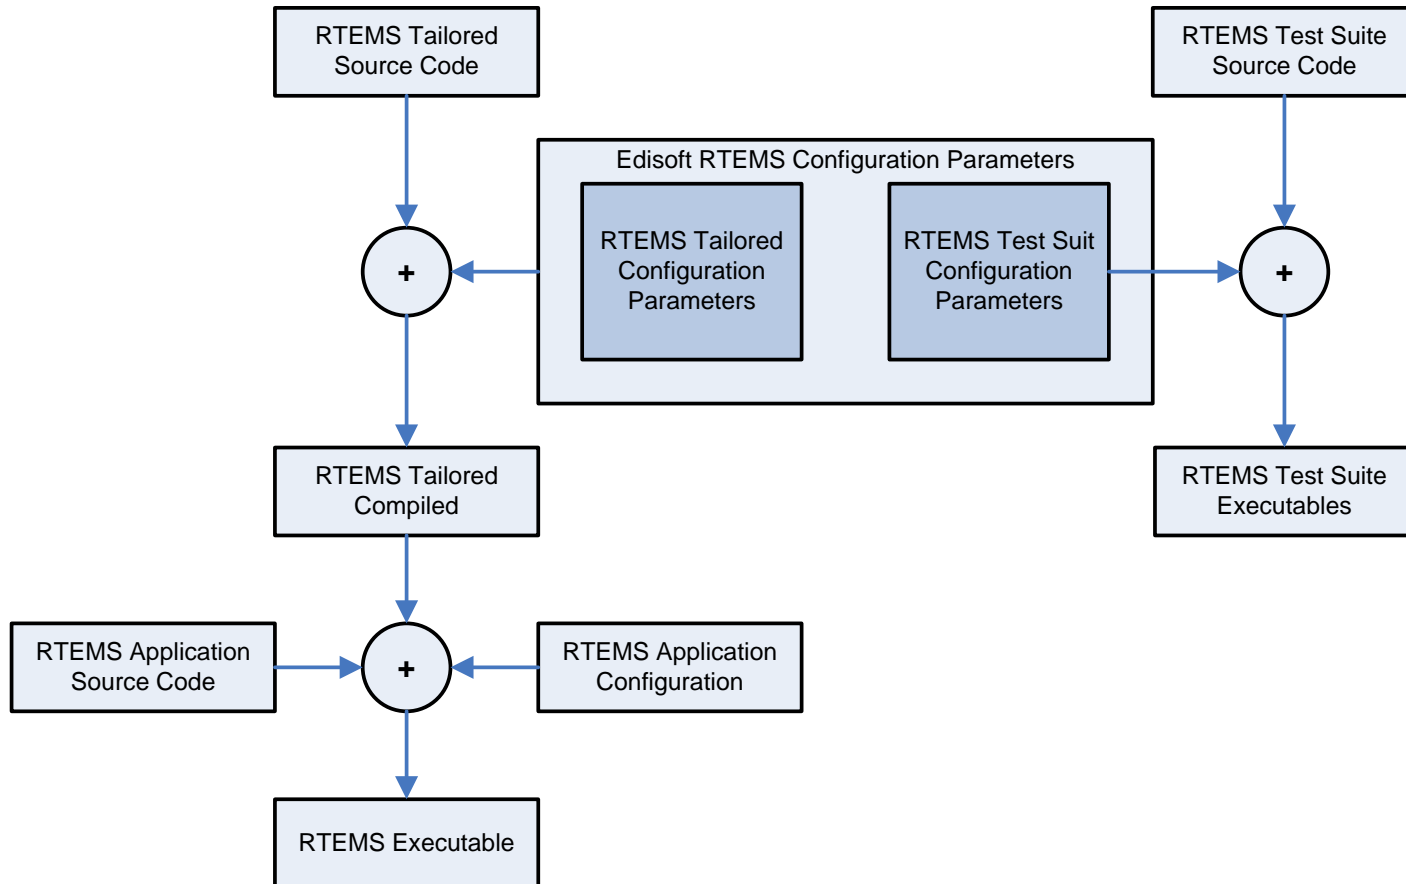 RTEMS Tailored
Source Code
RTEMS Test Suite
Source Code
Edisoft RTEMS Configuration Parameters
RTEMS Tailored
Configuration
Parameters
RTEMS Test Suit
Configuration
Parameters
+
+
RTEMS Tailored
Compiled
RTEMS Test Suite
Executables
RTEMS Application
Source Code
+
RTEMS Application
Configuration
RTEMS Executable